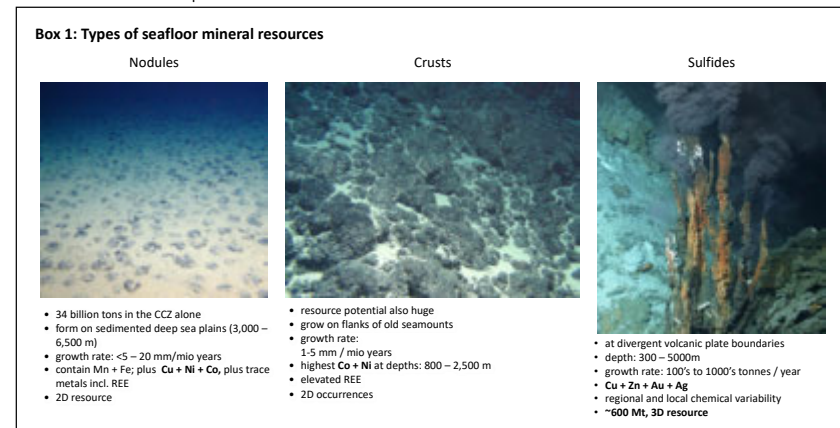 Box 1: Types of seafloor mineral resources
Nodules
Crusts
Sulfides
• 34 billion tons in the CCZ alone
• form on sedimented deep sea plains (3,000 –
6,500 m)
• growth rate: <5 – 20 mm/mio years
• contain Mn + Fe; plus Cu + Ni + Co, plus trace
metals incl. REE
• 2D resource
• resource potential also huge
• grow on flanks of old seamounts
• growth rate:
1-5 mm / mio years
• highest Co + Ni at depths: 800 – 2,500 m
• elevated REE
• 2D occurrences
• at divergent volcanic plate boundaries
• depth: 300 – 5000m
• growth rate: 100's to 1000's tonnes / year
• Cu + Zn + Au + Ag
• regional and local chemical variability
• ~600 Mt, 3D resource